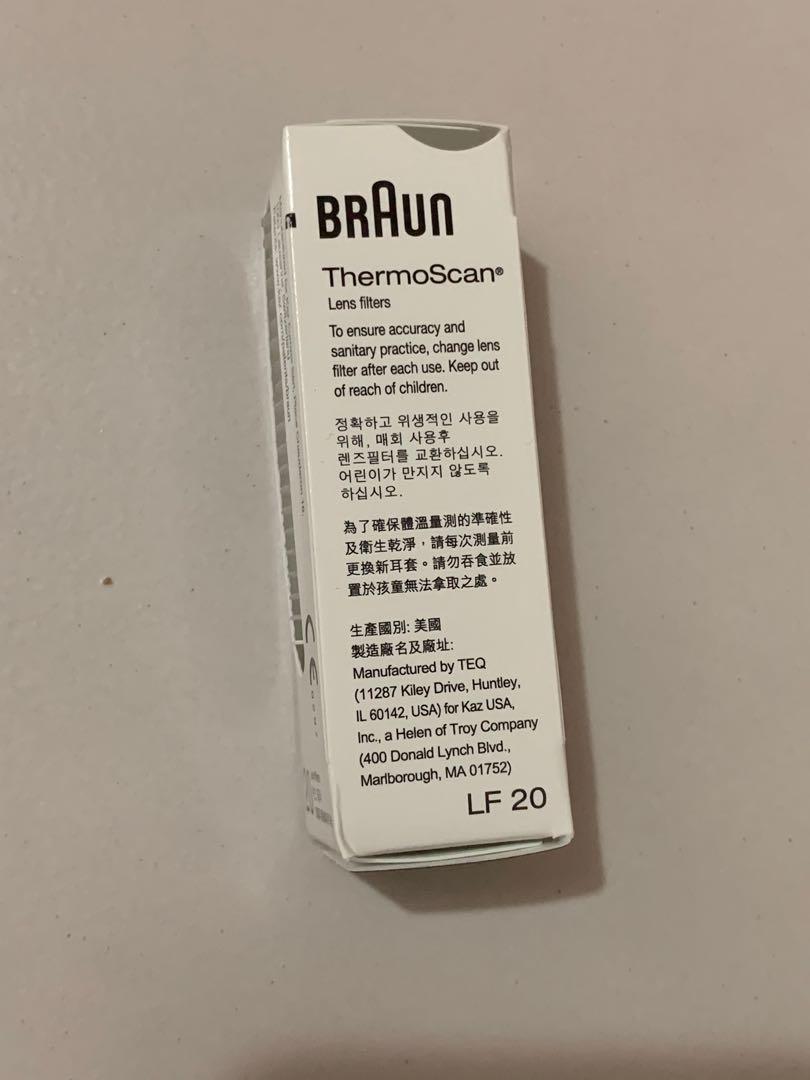 BRAUN
ThermoScan®
Lens filters
To ensure accuracy and
sanitary practice, change lens
filter after each use. Keep out
of reach of children.
정확하고 위생적인 사용을
위해, 매회 사용후
렌즈필터를 교환하십시오.
어린이가 만지지 않도록
하십시오.
為了確保體溫量測的準確性
及衛生乾淨，請每次測量前
更換新耳套。請勿吞食並放
置於孩童無法拿取之處。
生產國別: 美國
製造廠名及廠址:
Manufactured by TEQ
(11287 Kiley Drive, Huntley,
IL 60142, USA) for Kaz USA,
Inc., a Helen of Troy Company
(400 Donald Lynch Blvd.,
Marlborough, MA 01752)
LF 20